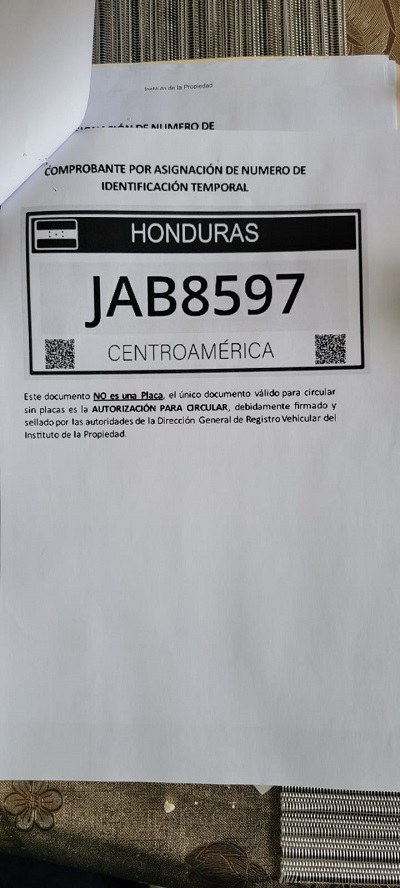 Instituto de la Propiedad
NUMERO DE
COMPROBANTE POR ASIGNACIÓN DE NUMERO DE
IDENTIFICACIÓN TEMPORAL
HONDURAS
JAB8597
CENTROAMÉRICA
Este documento NO es una Placa, el único documento válido para circular
sin placas es la AUTORIZACIÓN PARA CIRCULAR, debidamente firmado y
sellado por las autoridades de la Dirección General de Registro Vehicular del
Instituto de la Propiedad.